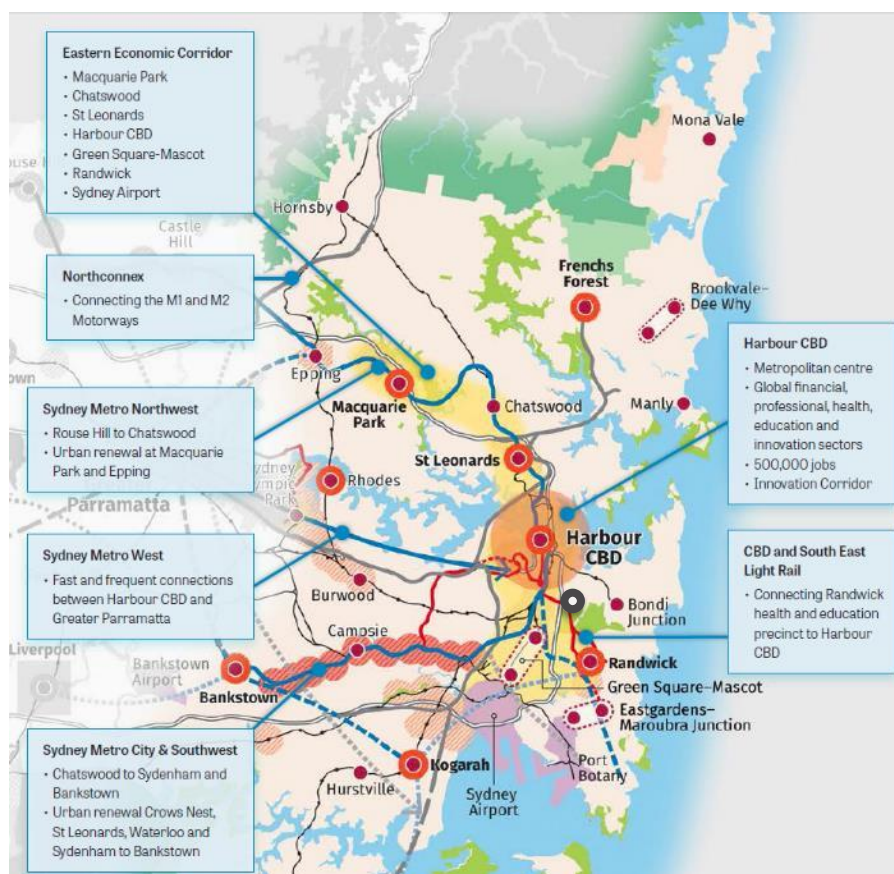 Eastern Economic Corridor
• Macquarie Park
• Chatswood
• St Leonards
• Harbour CBD
• Green Square-Mascot
• Randwick
• Sydney Airport
Mona Vale
Hornsby
Castle
Hill
Northconnex
• Connecting the M1 and M2
Motorways
Frenchs
Forest
Brookvale–
Dee Why
Harbour CBD
• Metropolitan centre
• Global financial,
professional, health,
education and
innovation sectors
• 500,000 jobs
• Innovation Corridor
Epping
Macquarie
Park
Chatswood
Manly
Sydney Metro Northwest
• Rouse Hill to Chatswood
• Urban renewal at Macquarie
Park and Epping
St Leonards
Rhodes
Parramatta
Harbour
CBD
Sydney Metro West
• Fast and frequent connections
between Harbour CBD and
Greater Parramatta
CBD and South East
Light Rail
• Connecting Randwick
health and education
precinct to Harbour
CBD
Burwood
Bondi
Junction
Campsie
Liverpool
Bankstown
Airport
Bankstown
Randwick
Green Square–Mascot
Eastgardens–
Maroubra Junction
Sydney Metro City & Southwest
• Chatswood to Sydenham and
Bankstown
• Urban renewal Crows Nest,
St Leonards, Waterloo and
Sydenham to Bankstown
Kogarah
Hurstville
Sydney
Airport
Port
Botany